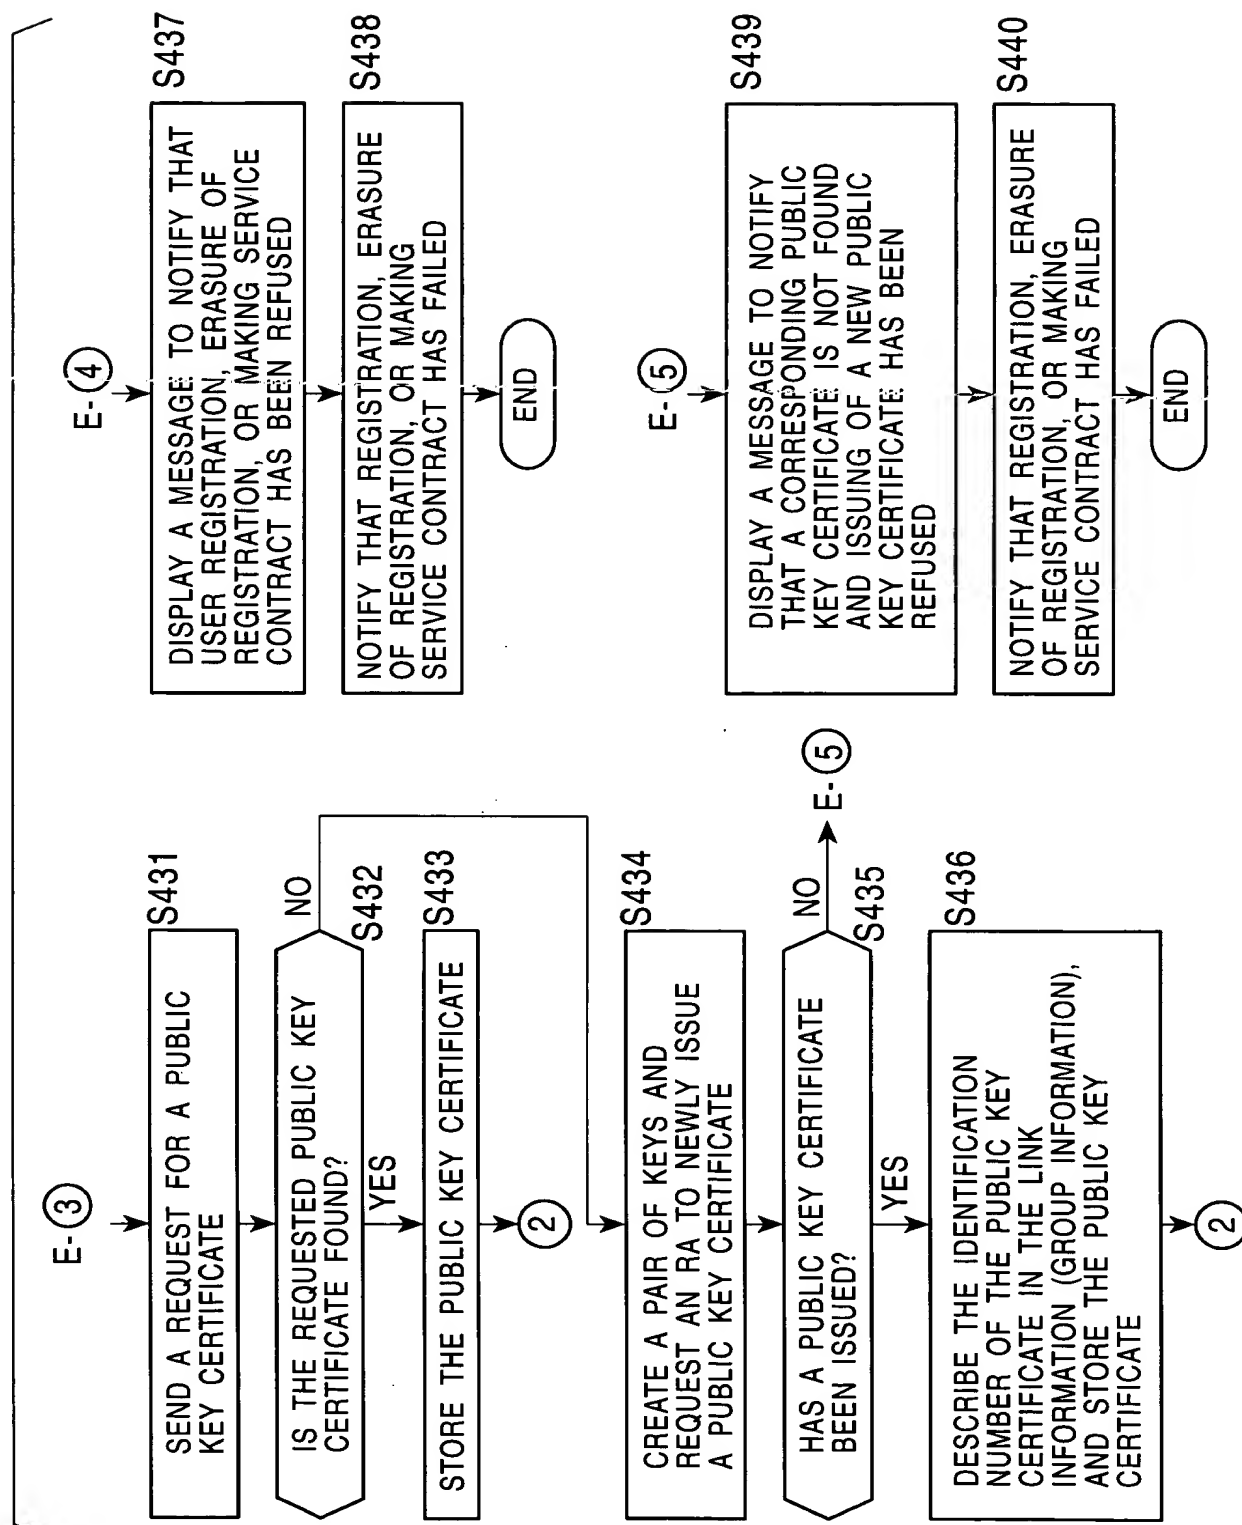 E-③
S431
SEND A REQUEST FOR A PUBLIC
KEY CERTIFICATE
IS THE REQUESTED PUBLIC KEY
CERTIFICATE FOUND?
NO
S432
YES
S433
STORE THE PUBLIC KEY CERTIFICATE
②
S434
CREATE A PAIR OF KEYS AND
REQUEST AN RA TO NEWLY ISSUE
A PUBLIC KEY CERTIFICATE
HAS A PUBLIC KEY CERTIFICATE
BEEN ISSUED?
NO
E-⑤
S435
YES
S436
DESCRIBE THE IDENTIFICATION
NUMBER OF THE PUBLIC KEY
CERTIFICATE IN THE LINK
INFORMATION (GROUP INFORMATION),
AND STORE THE PUBLIC KEY
CERTIFICATE
②
E-④
S437
DISPLAY A MESSAGE TO NOTIFY THAT
USER REGISTRATION, ERASURE OF
REGISTRATION, OR MAKING SERVICE
CONTRACT HAS BEEN REFUSED
S438
NOTIFY THAT REGISTRATION, ERASURE
OF REGISTRATION, OR MAKING
SERVICE CONTRACT HAS FAILED
END
E-⑤
S439
DISPLAY A MESSAGE TO NOTIFY
THAT A CORRESPONDING PUBLIC
KEY CERTIFICATE IS NOT FOUND
AND ISSUING OF A NEW PUBLIC
KEY CERTIFICATE HAS BEEN
REFUSED
S440
NOTIFY THAT REGISTRATION, ERASURE
OF REGISTRATION, OR MAKING
SERVICE CONTRACT HAS FAILED
END